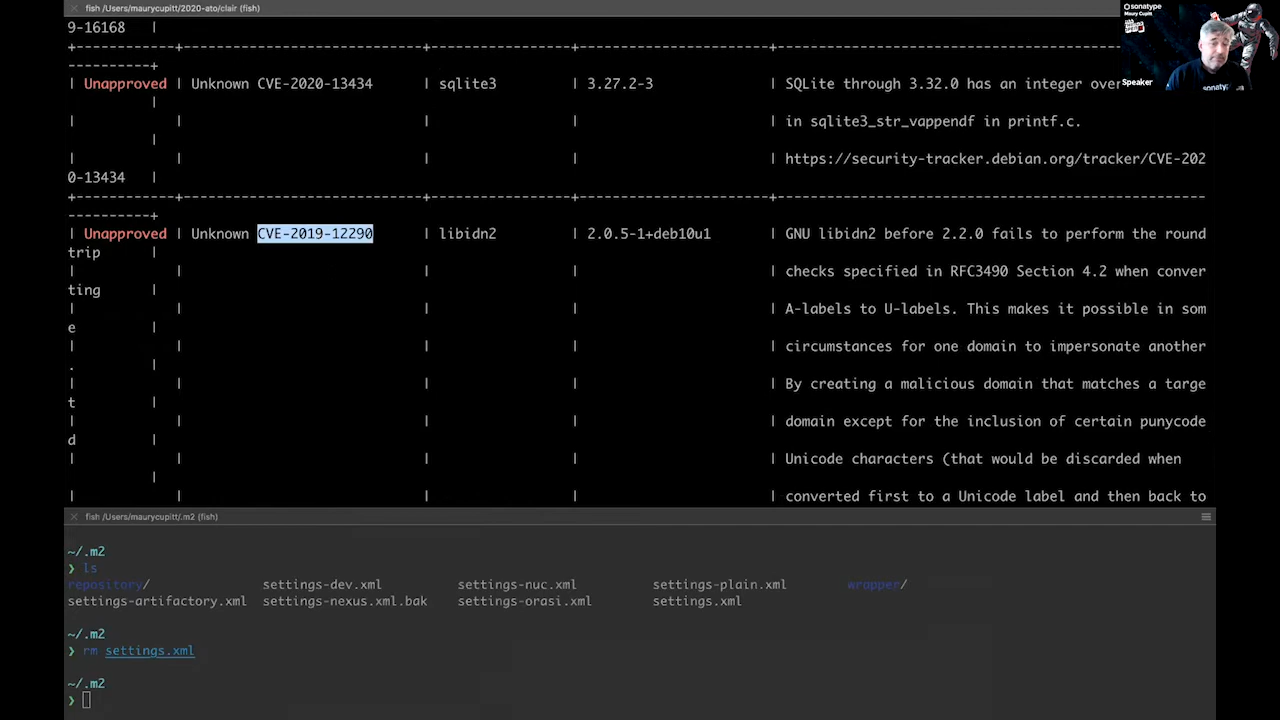 fish /Users/maurycupitt/2020-ato/clair (fish)
sonatype
Maury Cupitt
Speaker
9-16168 |
+-----------+---------------------------+-----------------+-----------------------+----------------------------------------------------
----------+
| Unapproved | Unknown CVE-2020-13434 | sqlite3 | 3.27.2-3 | SQLite through 3.32.0 has an integer over
|
| | | | | in sqlite3_str_vappendf in printf.c.
|
| | | | | https://security-tracker.debian.org/tracker/CVE-202
0-13434 |
+-----------+---------------------------+-----------------+-----------------------+----------------------------------------------------
----------+
| Unapproved | Unknown CVE-2019-12290 | libidn2 | 2.0.5-1+deb10u1 | GNU libidn2 before 2.2.0 fails to perform the round
trip |
| | | | | checks specified in RFC3490 Section 4.2 when conver
ting |
| | | | | A-labels to U-labels. This makes it possible in som
e |
| | | | | circumstances for one domain to impersonate another
. |
| | | | | By creating a malicious domain that matches a targe
t |
| | | | | domain except for the inclusion of certain punycode
d |
| | | | | Unicode characters (that would be discarded when
|
| | | | | converted first to a Unicode label and then back to
fish /Users/maurycupitt/.m2 (fish)
~/.m2
❯ ls
repository/ settings-dev.xml settings-nuc.xml settings-plain.xml wrapper/
settings-artifactory.xml settings-nexus.xml.bak settings-orasi.xml settings.xml
~/.m2
❯ rm settings.xml
~/.m2
❯